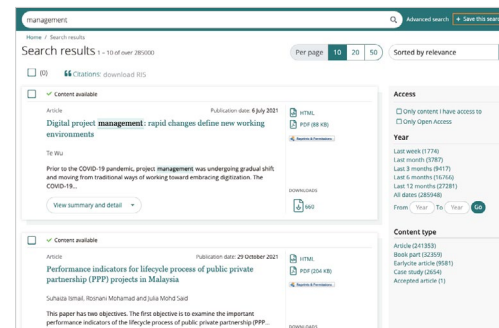 management
Advanced search
+ Save this sear
Home / Search results
Search results 1 – 10 of over 285000
Per page 10 20 50
Sorted by relevance
(0)
Citations: download RIS
Content available
Article
Publication date: 6 July 2021
Digital project management: rapid changes define new working
environments
Te Wu
Prior to the COVID-19 pandemic, project management was undergoing gradual shift
and moving from traditional ways of working toward embracing digitization. The
COVID-19...
View summary and detail
HTML
PDF (88 KB)
Reprints & Permissions
DOWNLOADS
660
Content available
Article
Publication date: 29 October 2021
Performance indicators for lifecycle process of public private
partnership (PPP) projects in Malaysia
Suhaiza Ismail, Rosnani Mohamad and Julia Mohd Said
This paper has two objectives. The first objective is to examine the important
performance indicators of the lifecycle process of public private partnership (PPP...
HTML
PDF (204 KB)
Reprints & Permissions
DOWNLOADS
Access
Only content I have access to
Only Open Access
Year
Last week (1774)
Last month (3787)
Last 3 months (9417)
Last 6 months (16766)
Last 12 months (27281)
All dates (285948)
From Year To Year Go
Content type
Article (241353)
Book part (32359)
Earlycite article (9581)
Case study (2654)
Accepted article (1)